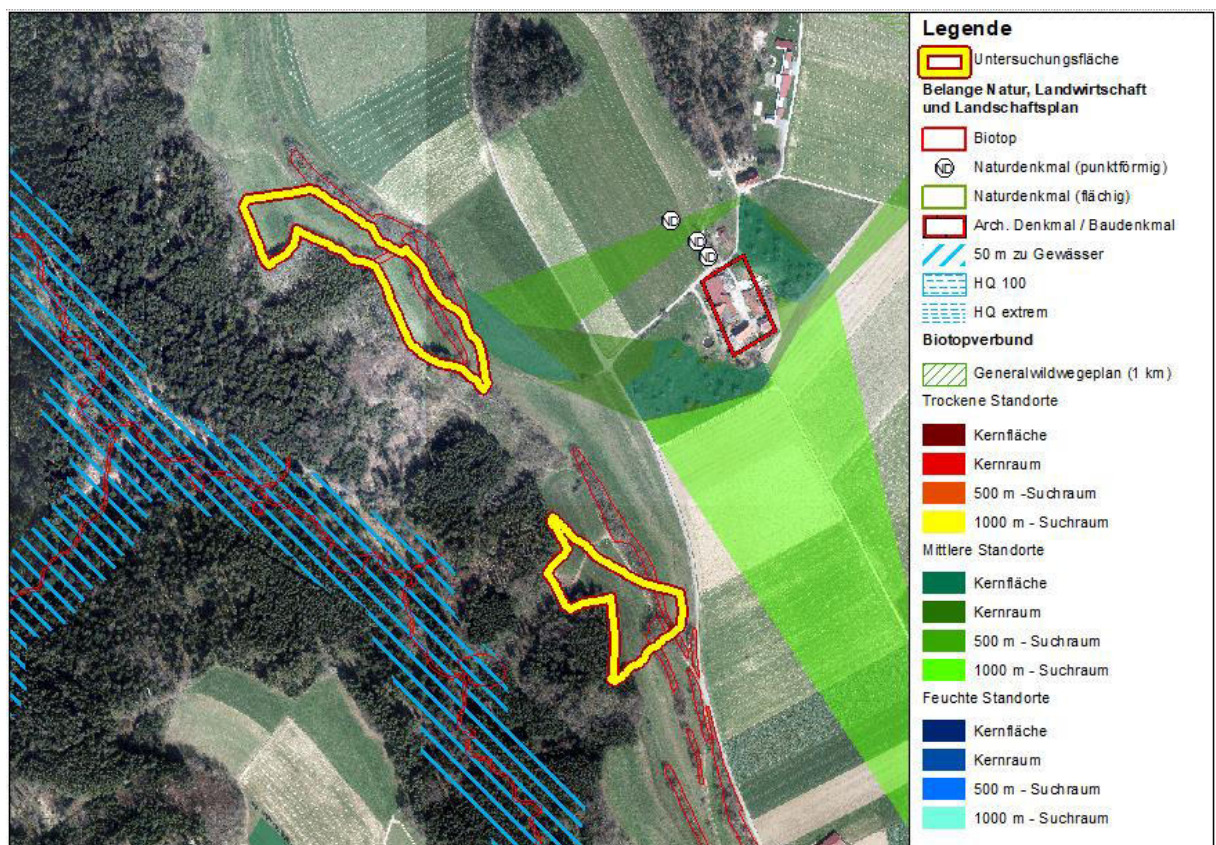 Legende
Untersuchungsfläche
Belange Natur, Landwirtschaft
und Landschaftsplan
Biotop
ND Naturdenkmal (punktförmig)
Naturdenkmal (flächig)
Arch. Denkmal / Baudenkmal
50 m zu Gewässer
HQ 100
HQ extrem
Biotopverbund
Generalwildwegeplan (1 km)
Trockene Standorte
Kernfläche
Kernraum
500 m -Suchraum
1000 m - Suchraum
Mittlere Standorte
Kernfläche
Kernraum
500 m - Suchraum
1000 m - Suchraum
Feuchte Standorte
Kernfläche
Kernraum
500 m - Suchraum
1000 m - Suchraum
ND
ND
ND